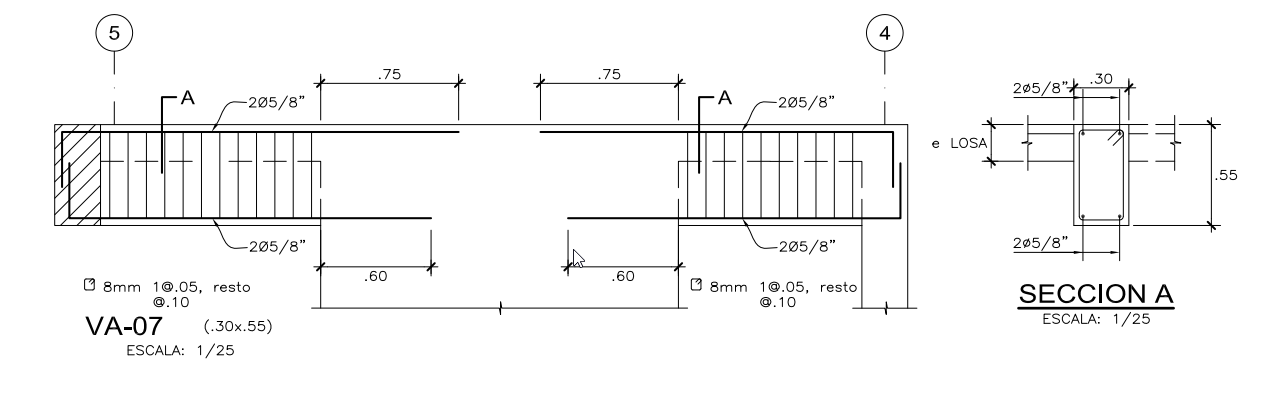 5
4
.75
.75
.30
2ø5/8"
A
2Ø5/8"
A
2Ø5/8"
e LOSA
.55
2Ø5/8"
2Ø5/8"
2ø5/8"
.60
.60
8mm 1@.05, resto
@.10
8mm 1@.05, resto
@.10
VA-07 (.30x.55)
ESCALA: 1/25
SECCION A
ESCALA: 1/25